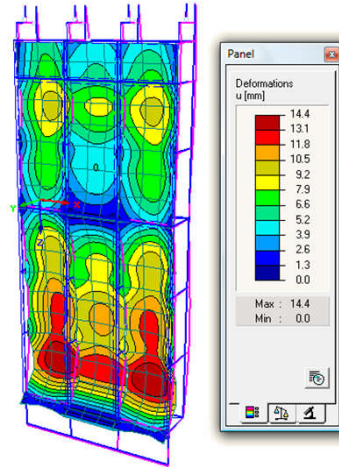 Panel
Deformations
u [mm]
14.4
13.1
11.8
10.5
9.2
7.9
6.6
5.2
3.9
2.6
1.3
0.0
Max : 14.4
Min : 0.0
Y
X
Z